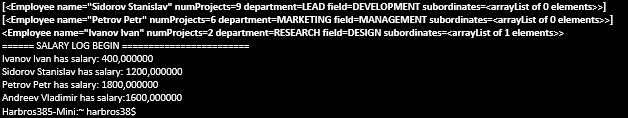 [<Employee name="Sidorov Stanislav" numProjects=9 department=LEAD field=DEVELOPMENT subordinates=<arrayList of 0 elements>>]
[<Employee name="Petrov Petr" numProjects=6 department=MARKETING field=MANAGEMENT subordinates=<arrayList of 0 elements>>]
<Employee name="Ivanov Ivan" numProjects=2 department=RESEARCH field=DESIGN subordinates=<arrayList of 1 elements>>
====== SALARY LOG BEGIN ========================
Ivanov Ivan has salary: 400,000000
Sidorov Stanislav has salary: 1200,000000
Petrov Petr has salary: 1800,000000
Andreev Vladimir has salary:1600,000000
Harbros385-Mini:~ harbros38$